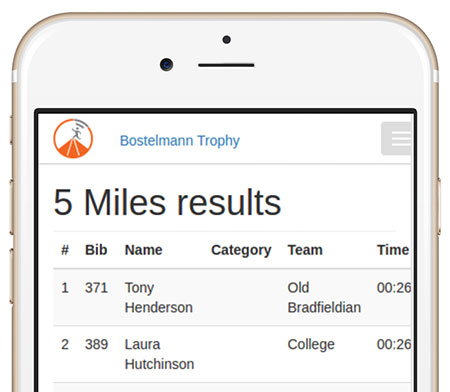 Bostelmann Trophy
5 Miles results
# Bib Name Category Team Time
1 371 Tony Old 00:26
Henderson Bradfieldian
2 389 Laura College 00:26
Hutchinson